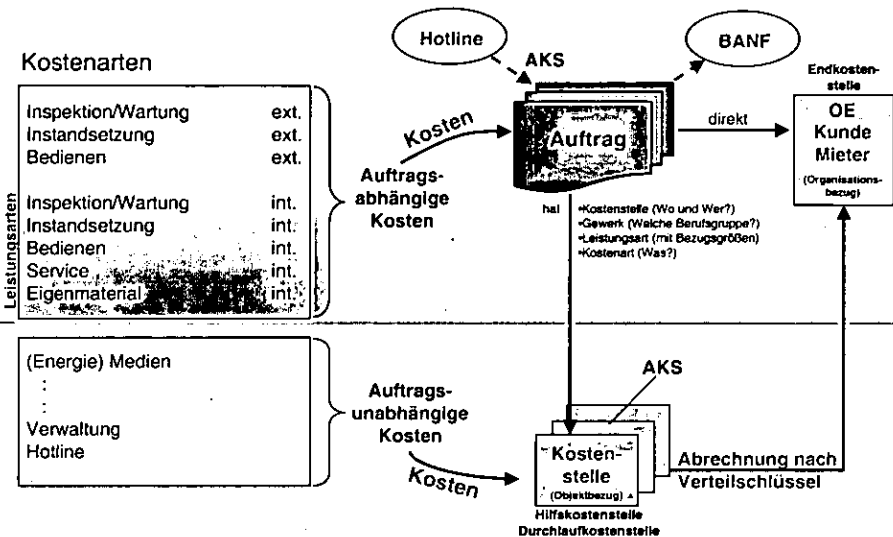 Hotline
BANF
AKS
Kostenarten
Endkosten-
stelle
Inspektion/Wartung ext.
Instandsetzung ext.
Bedienen ext.
Inspektion/Wartung int.
Instandsetzung int.
Bedienen int.
Service int.
Eigenmaterial int.
Leistungsarten
Auftrags-
abhängige
Kosten
Kosten
Auftrag
direkt
OE
Kunde
Mieter
(Organisations-
bezug)
hat
•Kostenstelle (Wo und Wer?)
•Gewerk (Welche Berufsgruppe?)
•Leistungsart (mit Bezugsgrößen)
•Kostenart (Was?)
(Energie) Medien
:
:
Verwaltung
Hotline
Auftrags-
unabhängige
Kosten
Kosten
AKS
Kosten-
stelle
(Objektbezug)
Hilfskostenstelle
Durchlaufkostenstelle
Abrechnung nach
Verteilschlüssel